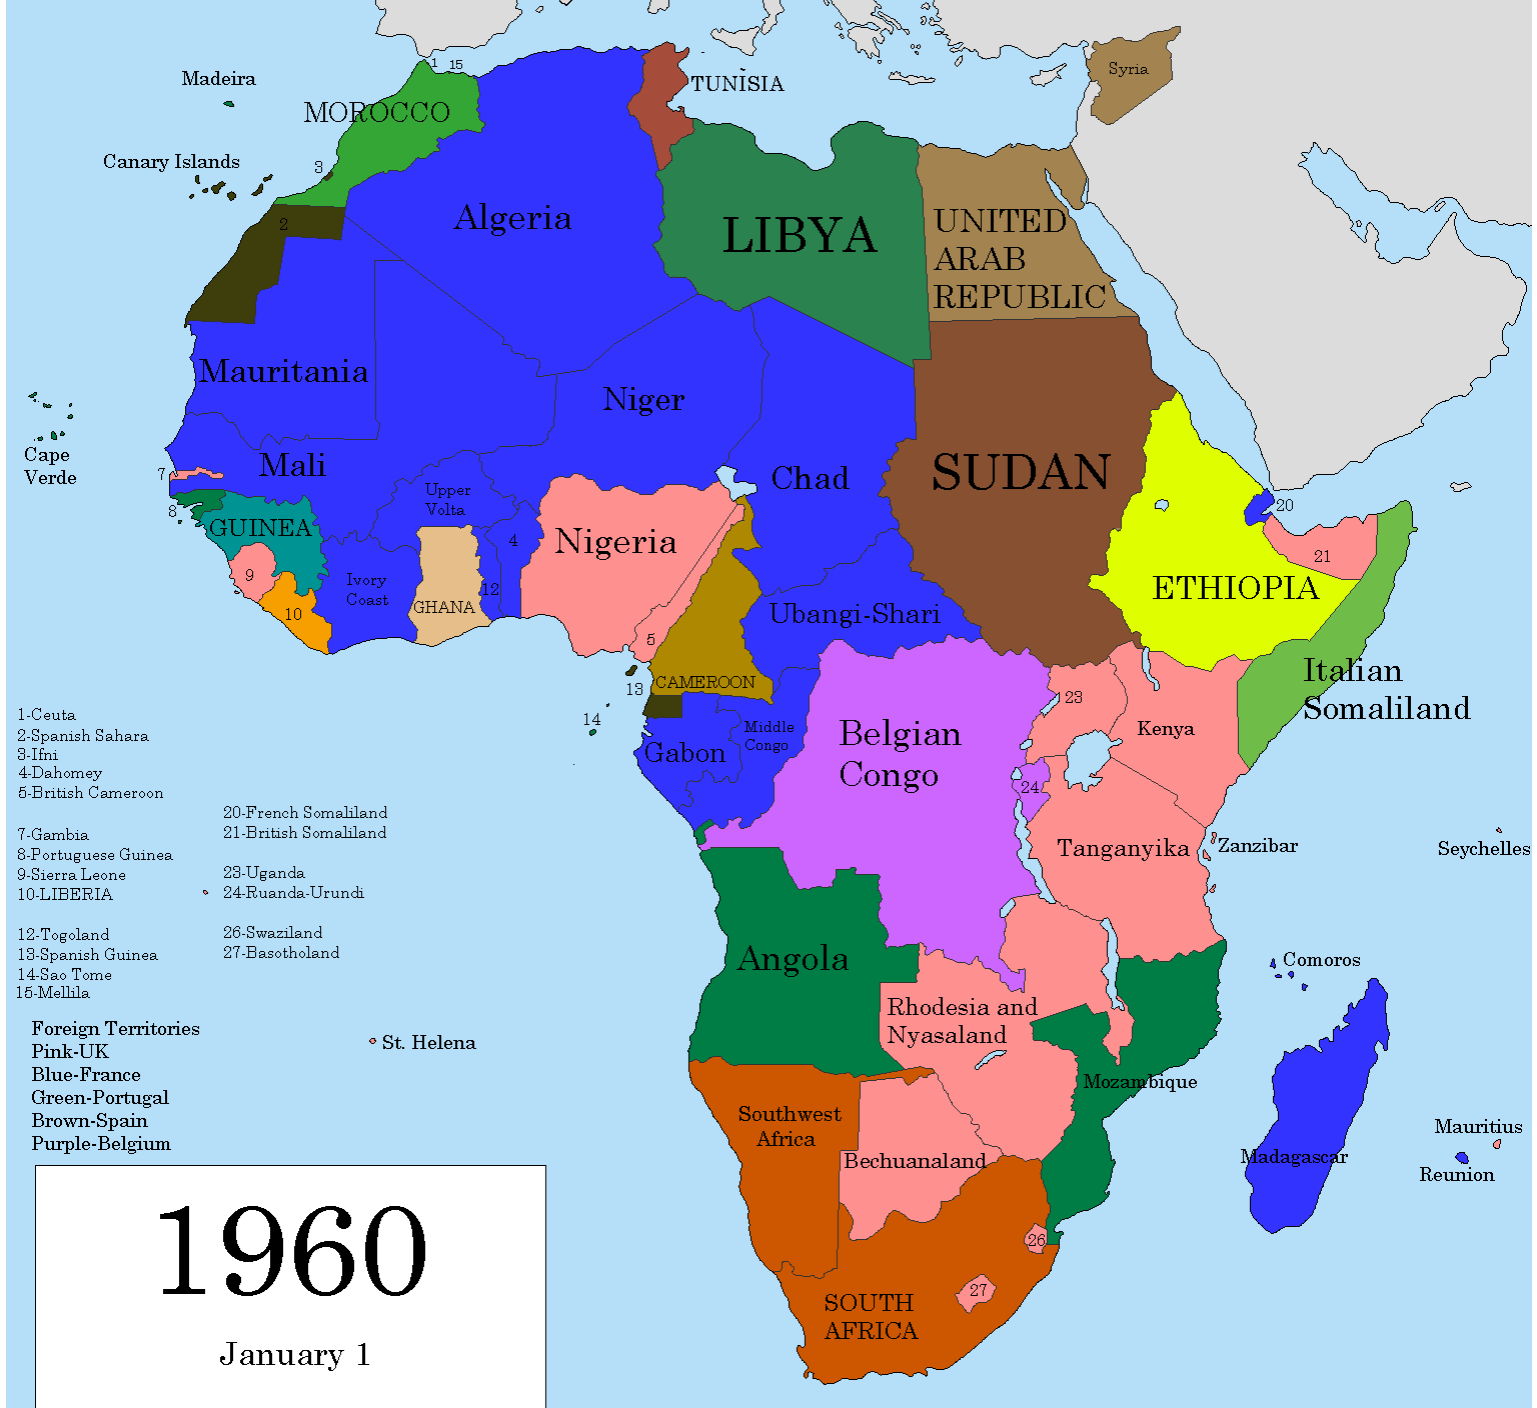 Syria
1 15
Madeira
TUNISIA
MOROCCO
Canary Islands
3
2
Algeria
LIBYA
UNITED
ARAB
REPUBLIC
Mauritania
Niger
Cape
Verde
7
Mali
Chad
SUDAN
Upper
Volta
8
GUINEA
Nigeria
4
20
21
9
Ivory
Coast
12
GHANA
10
ETHIOPIA
Ubangi-Shari
5
CAMEROON
13
14
Italian
Somaliland
23
Kenya
Middle
Congo
Gabon
Belgian
Congo
24
Tanganyika
Zanzibar
Seychelles
1-Ceuta
2-Spanish Sahara
3-Ifni
4-Dahomey
5-British Cameroon
7-Gambia
8-Portuguese Guinea
9-Sierra Leone
10-LIBERIA
12-Togoland
13-Spanish Guinea
14-Sao Tome
15-Mellila
20-French Somaliland
21-British Somaliland
23-Uganda
24-Ruanda-Urundi
26-Swaziland
27-Basotholand
Angola
Comoros
Rhodesia and
Nyasaland
St. Helena
Foreign Territories
Pink-UK
Blue-France
Green-Portugal
Brown-Spain
Purple-Belgium
Mozambique
Southwest
Africa
Bechuanaland
Madagascar
Mauritius
Reunion
26
27
SOUTH
AFRICA
1960
January 1